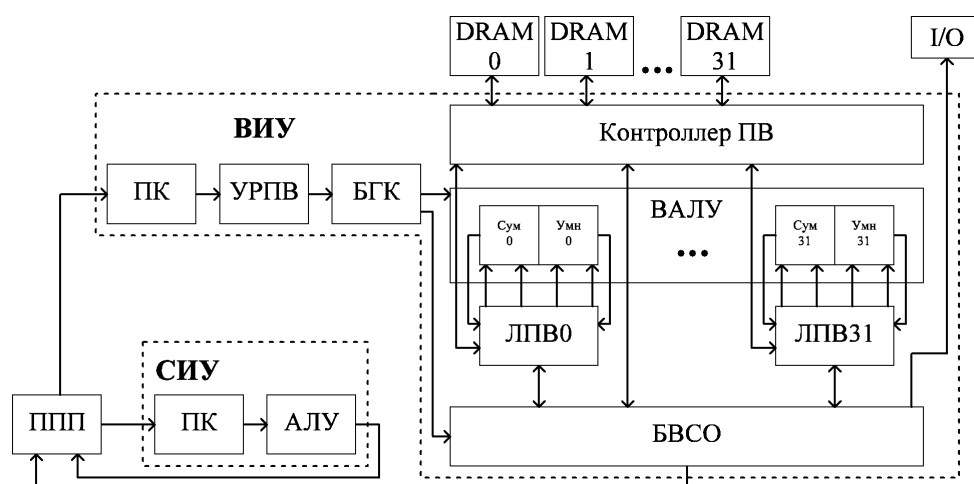 DRAM
0
DRAM
1
...
DRAM
31
I/O
ВИУ
Контроллер ПВ
ПК
УРПВ
БГК
ВАЛУ
Сум
0
Умн
0
...
Сум
31
Умн
31
ЛПВ0
ЛПВ31
СИУ
ППП
ПК
АЛУ
БВСО